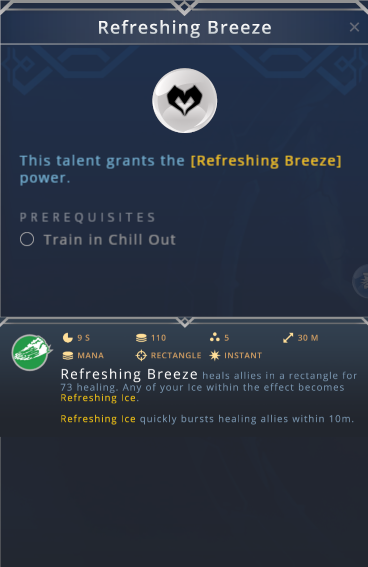 Refreshing Breeze
This talent grants the [Refreshing Breeze]
power.
PREREQUISITES
Train in Chill Out
9 S 110 5 30 M
MANA RECTANGLE INSTANT
Refreshing Breeze heals allies in a rectangle for
73 healing. Any of your Ice within the effect becomes
Refreshing Ice.
Refreshing Ice quickly bursts healing allies within 10m.